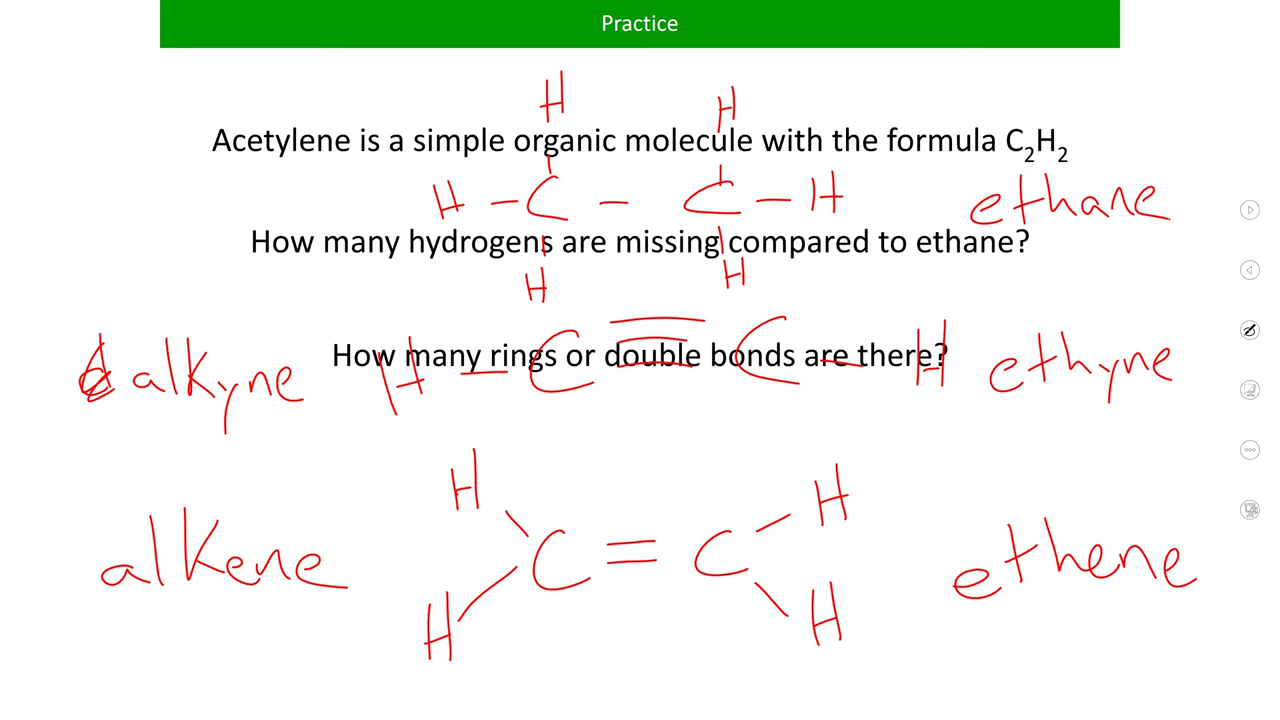 Practice
H H
Acetylene is a simple organic molecule with the formula C₂H₂
H - C - C - H ethane
How many hydrogens are missing compared to ethane?
H H
How many rings or double bonds are there?
alkyne H - C ≡ C - H ethyne
H H
alkene C = C ethene
H H